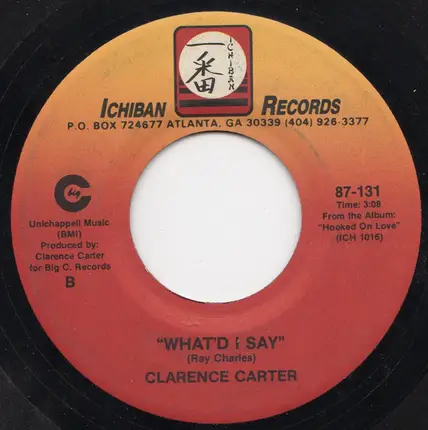 一番
ICHIBAN
ICHIBAN RECORDS
P.O. BOX 724677 ATLANTA, GA 30339 (404) 926-3377
big
C
Unichappell Music
(BMI)
Produced by:
Clarence Carter
for Big C. Records
B
87-131
Time: 3:08
From the Album:
"Hooked On Love"
(ICH 1016)
"WHAT'D I SAY"
(Ray Charles)
CLARENCE CARTER